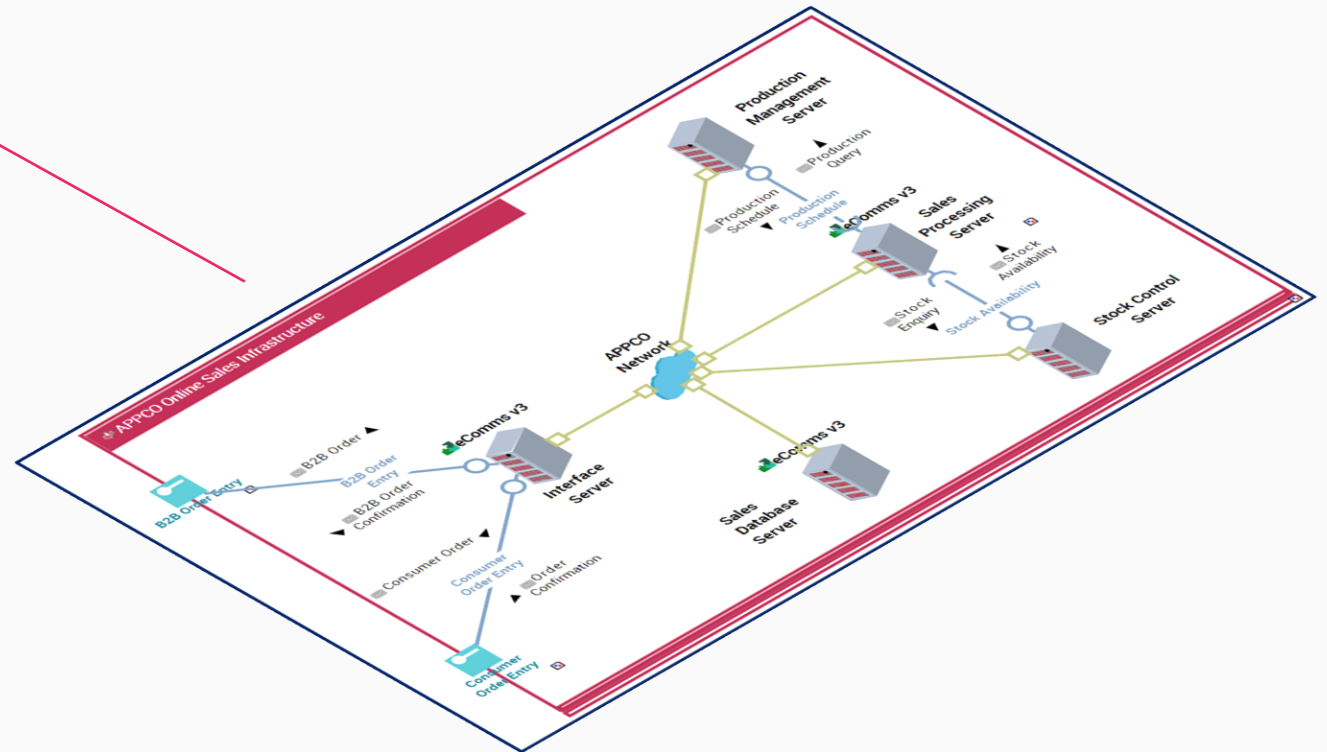 Production
Management
Server
Production
Query
Production
Schedule
Production
Schedule
eComms v3
Sales
Processing
Server
Stock
Availability
Stock
Enquiry
Stock Availability
Stock Control
Server
APPCO
Network
APPCO Online Sales Infrastructure
B2B Order
B2B Order
Entry
B2B Order
Confirmation
B2B Order Entry
eComms v3
Interface
Server
eComms v3
Sales
Database
Server
Consumer Order
Consumer
Order Entry
Order
Confirmation
Consumer
Order Entry